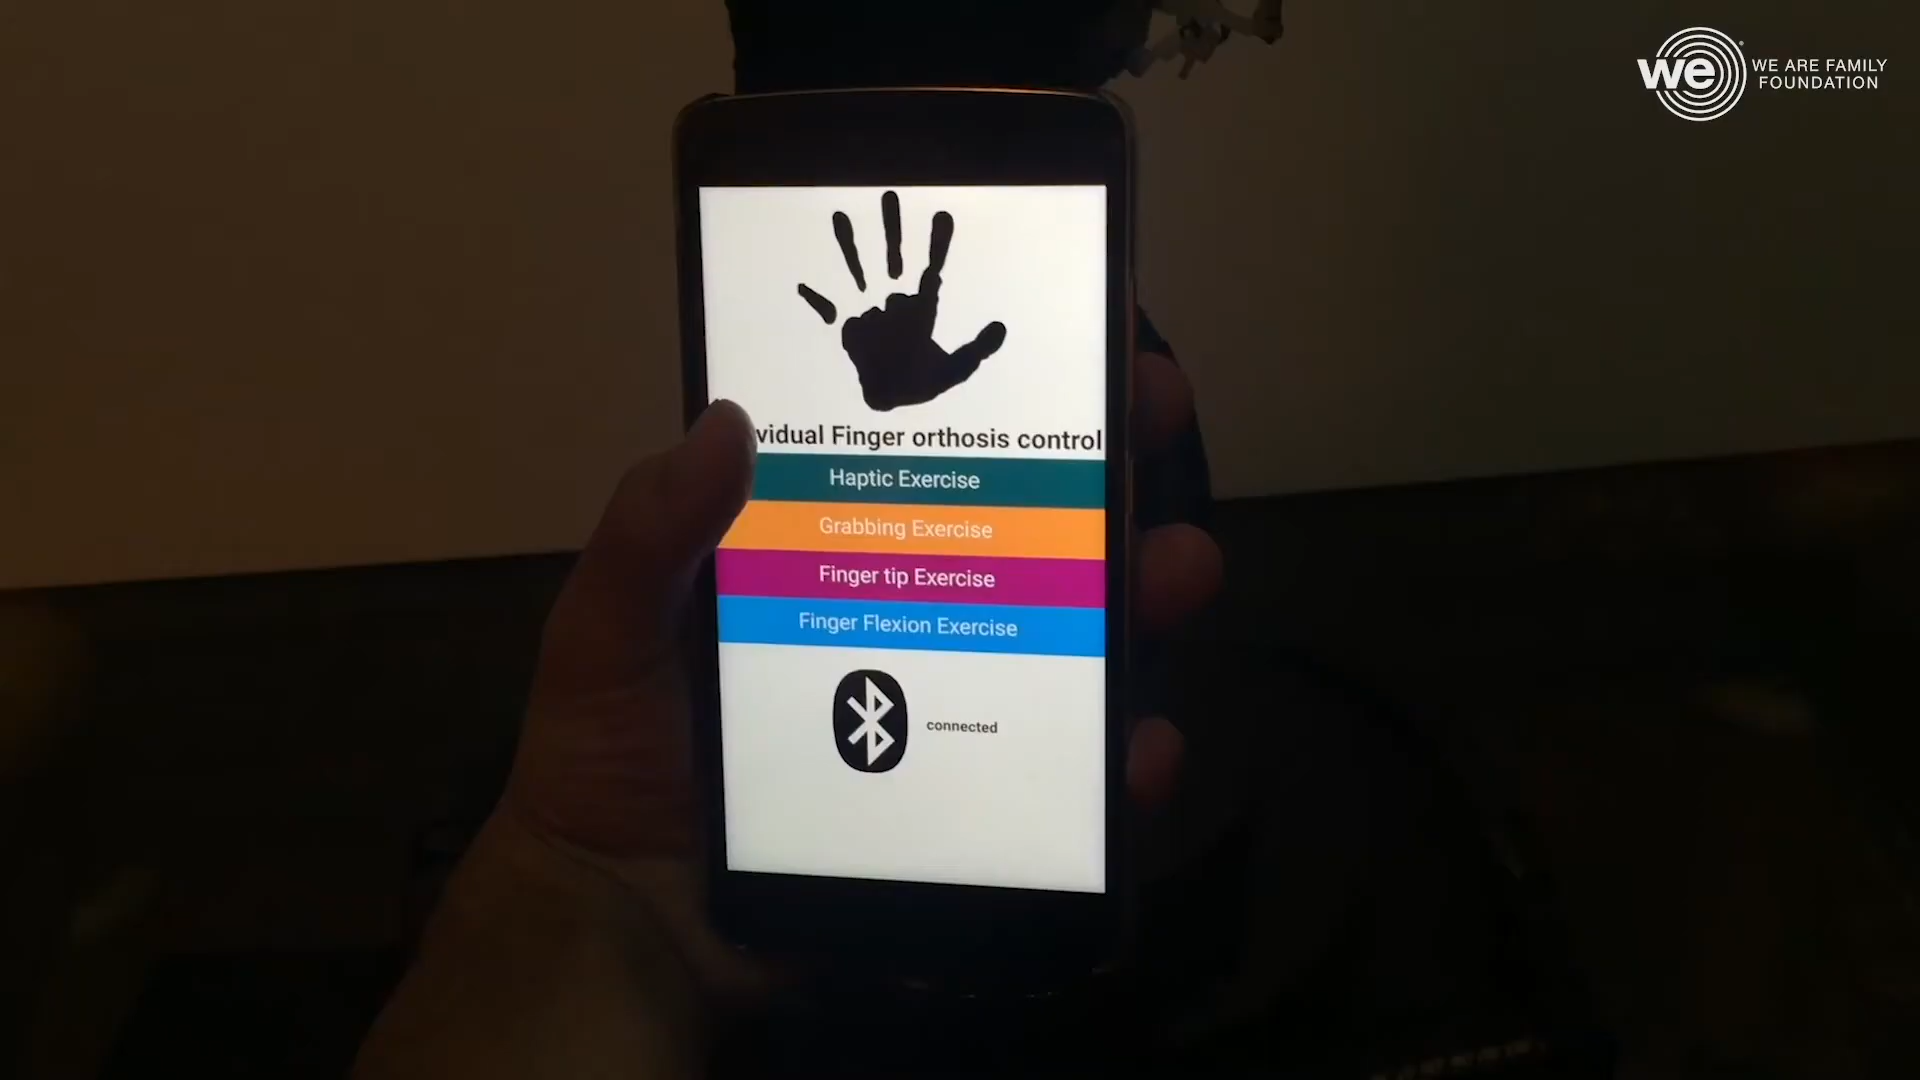 we
WE ARE FAMILY
FOUNDATION
vidual Finger orthosis control
Haptic Exercise
Grabbing Exercise
Finger tip Exercise
Finger Flexion Exercise
connected